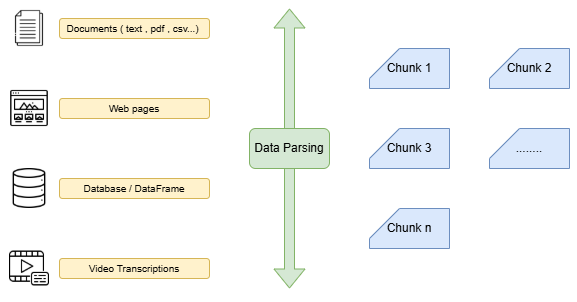 Documents ( text , pdf , csv...)
Web pages
Database / DataFrame
Video Transcriptions
Data Parsing
Chunk 1
Chunk 2
Chunk 3
........
Chunk n